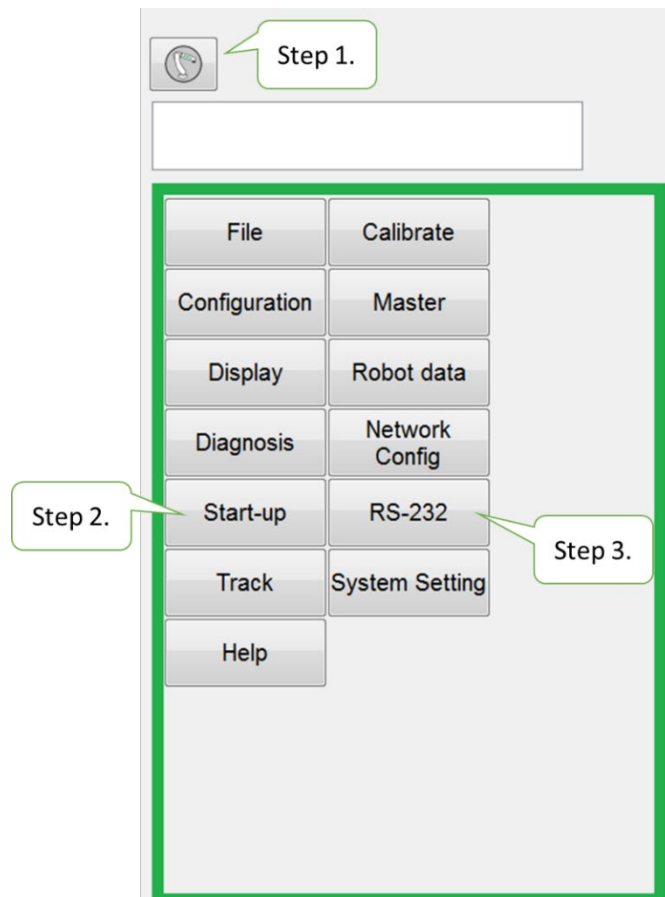 Step 1.
File
Calibrate
Configuration
Master
Display
Robot data
Diagnosis
Network
Config
Step 2.
Start-up
RS-232
Step 3.
Track
System Setting
Help